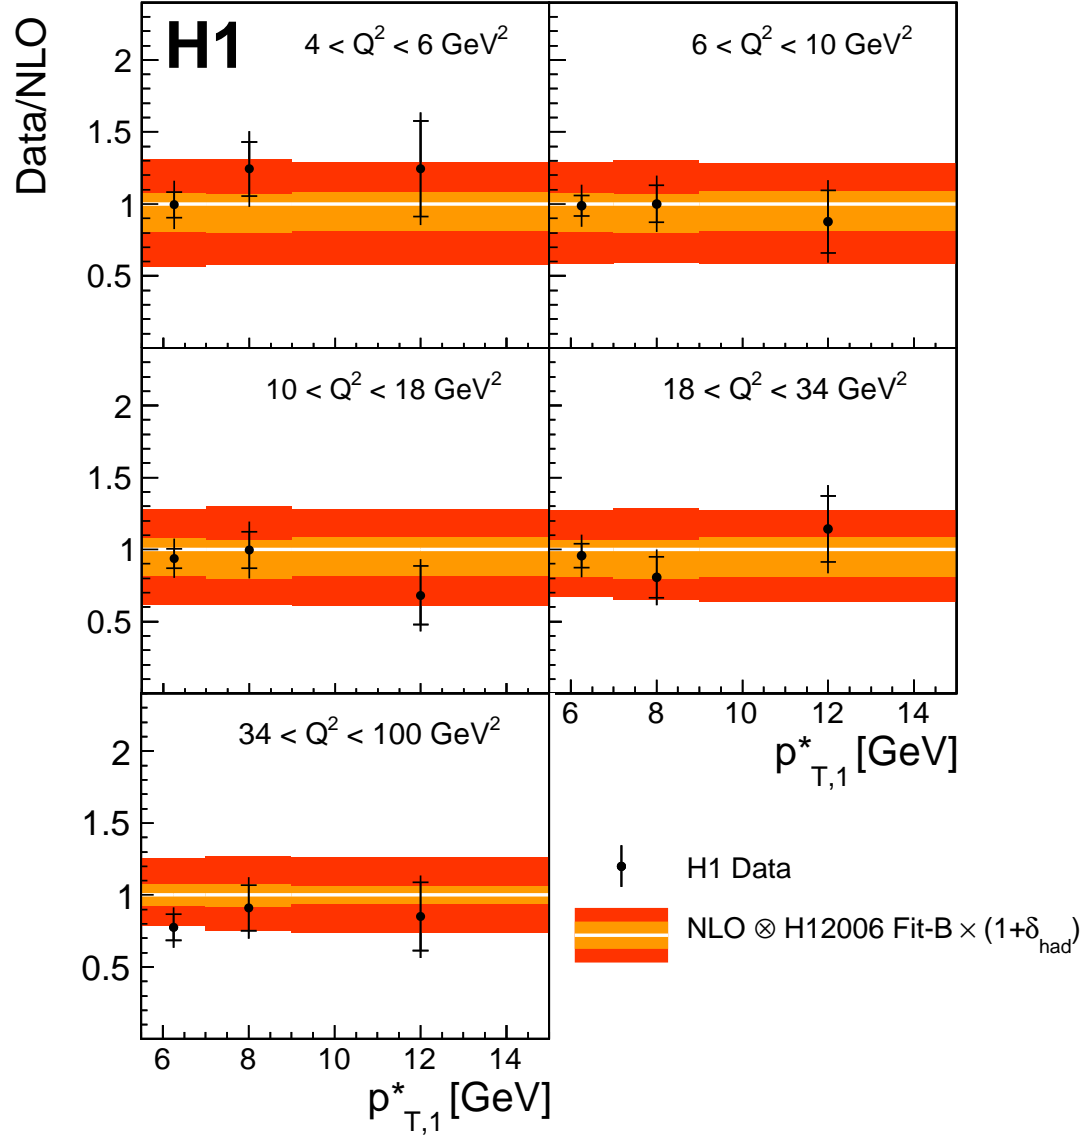 Data/NLO
H1
4 < Q² < 6 GeV²
6 < Q² < 10 GeV²
2
1.5
1
0.5
10 < Q² < 18 GeV²
18 < Q² < 34 GeV²
2
1.5
1
0.5
6 8 10 12 14
p*T,1 [GeV]
34 < Q² < 100 GeV²
2
1.5
1
0.5
6 8 10 12 14
p*T,1 [GeV]
H1 Data
NLO ⊗ H12006 Fit-B × (1+δhad)